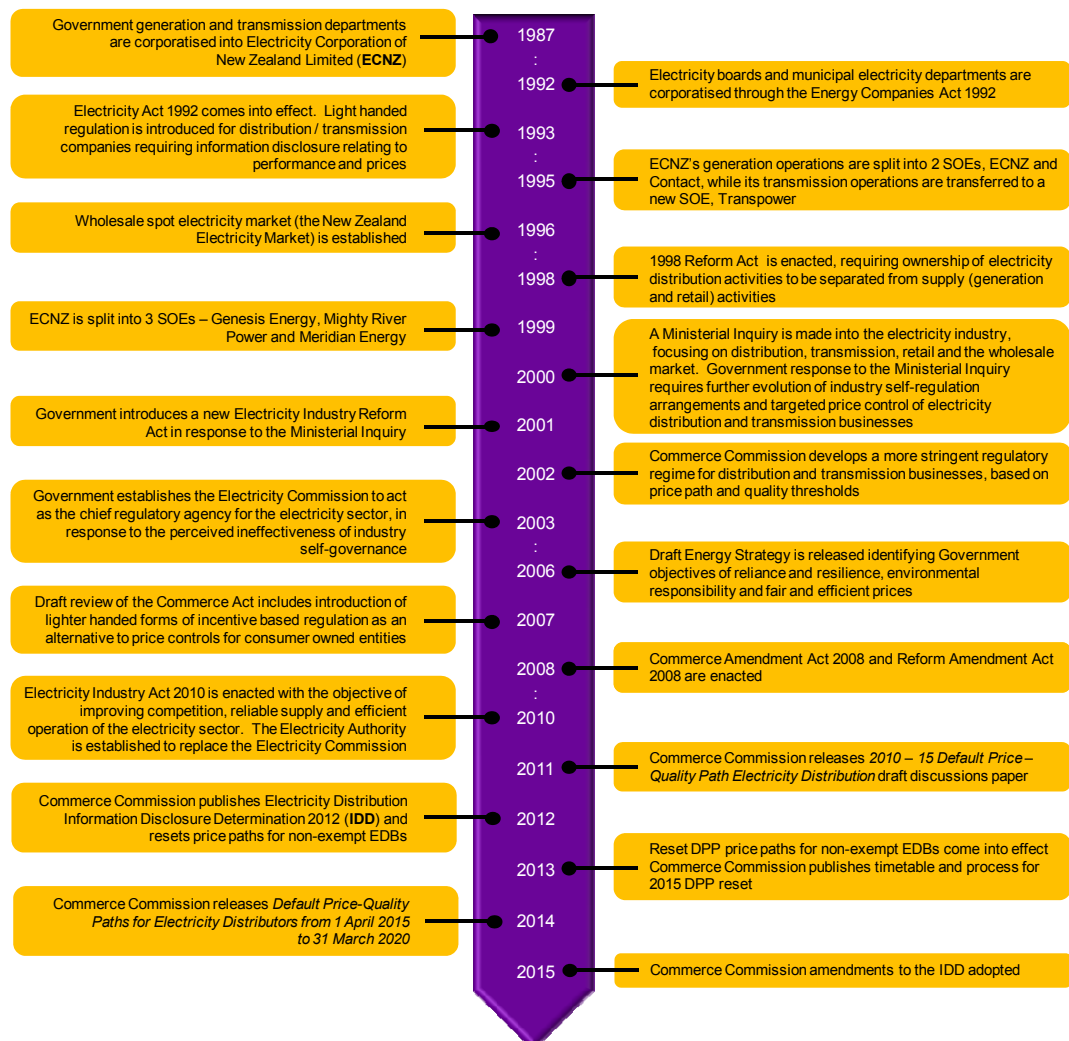 Government generation and transmission departments
are corporatised into Electricity Corporation of
New Zealand Limited (ECNZ)
1987
:
1992
Electricity boards and municipal electricity departments are
corporatised through the Energy Companies Act 1992
Electricity Act 1992 comes into effect. Light handed
regulation is introduced for distribution / transmission
companies requiring information disclosure relating to
performance and prices
1993
:
1995
ECNZ's generation operations are split into 2 SOEs, ECNZ and
Contact, while its transmission operations are transferred to a
new SOE, Transpower
Wholesale spot electricity market (the New Zealand
Electricity Market) is established
1996
:
1998
1998 Reform Act is enacted, requiring ownership of electricity
distribution activities to be separated from supply (generation
and retail) activities
ECNZ is split into 3 SOEs – Genesis Energy, Mighty River
Power and Meridian Energy
1999
2000
A Ministerial Inquiry is made into the electricity industry,
focusing on distribution, transmission, retail and the wholesale
market. Government response to the Ministerial Inquiry
requires further evolution of industry self-regulation
arrangements and targeted price control of electricity
distribution and transmission businesses
Government introduces a new Electricity Industry Reform
Act in response to the Ministerial Inquiry
2001
2002
Commerce Commission develops a more stringent regulatory
regime for distribution and transmission businesses, based on
price path and quality thresholds
Government establishes the Electricity Commission to act
as the chief regulatory agency for the electricity sector, in
response to the perceived ineffectiveness of industry
self-governance
2003
:
2006
Draft Energy Strategy is released identifying Government
objectives of reliance and resilience, environmental
responsibility and fair and efficient prices
Draft review of the Commerce Act includes introduction of
lighter handed forms of incentive based regulation as an
alternative to price controls for consumer owned entities
2007
2008
Commerce Amendment Act 2008 and Reform Amendment Act
2008 are enacted
Electricity Industry Act 2010 is enacted with the objective of
improving competition, reliable supply and efficient
operation of the electricity sector. The Electricity Authority
is established to replace the Electricity Commission
:
2010
2011
Commerce Commission releases 2010 – 15 Default Price –
Quality Path Electricity Distribution draft discussions paper
Commerce Commission publishes Electricity Distribution
Information Disclosure Determination 2012 (IDD) and
resets price paths for non-exempt EDBs
2012
2013
Reset DPP price paths for non-exempt EDBs come into effect
Commerce Commission publishes timetable and process for
2015 DPP reset
Commerce Commission releases Default Price-Quality
Paths for Electricity Distributors from 1 April 2015
to 31 March 2020
2014
2015
Commerce Commission amendments to the IDD adopted